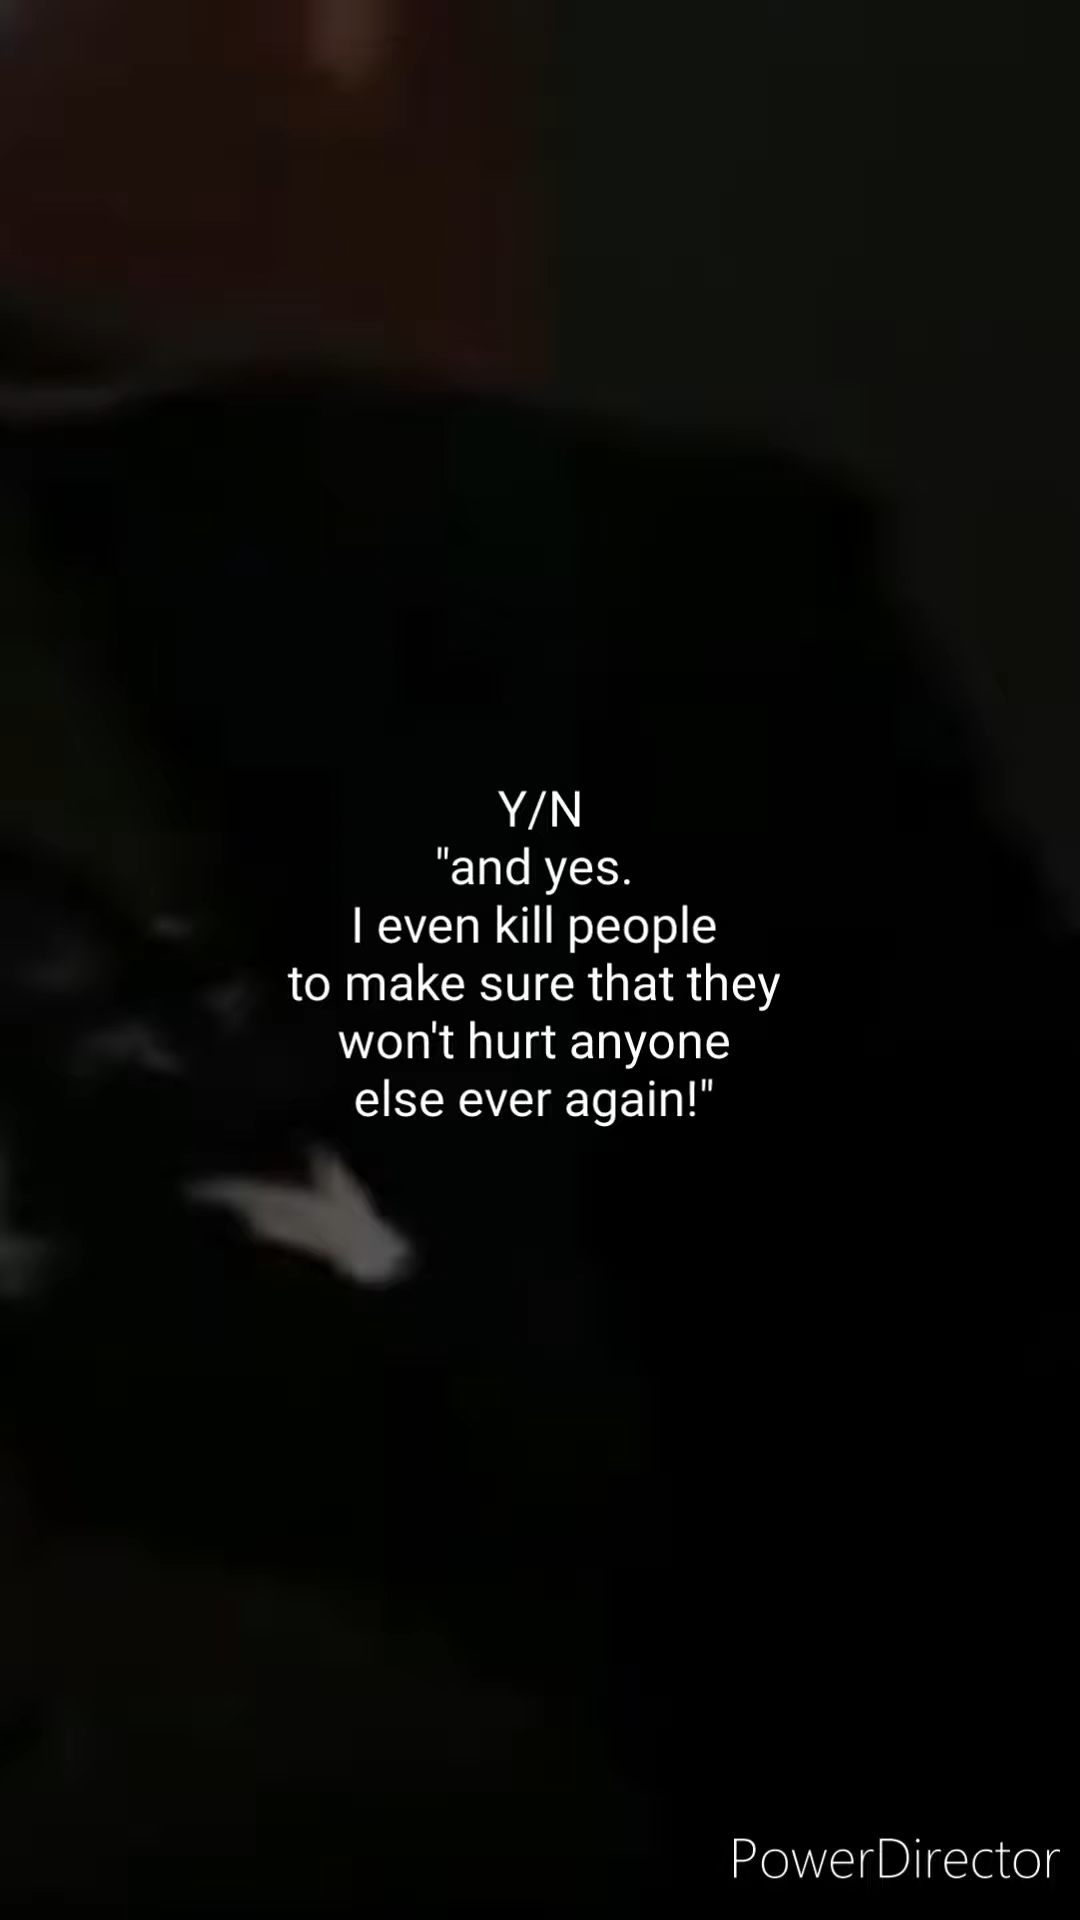 Y/N
"and yes.
I even kill people
to make sure that they
won't hurt anyone
else ever again!"
PowerDirector